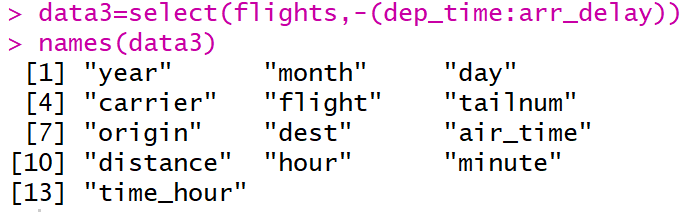 > data3=select(flights,-(dep_time:arr_delay))
> names(data3)
[1] "year" "month" "day"
[4] "carrier" "flight" "tailnum"
[7] "origin" "dest" "air_time"
[10] "distance" "hour" "minute"
[13] "time_hour"